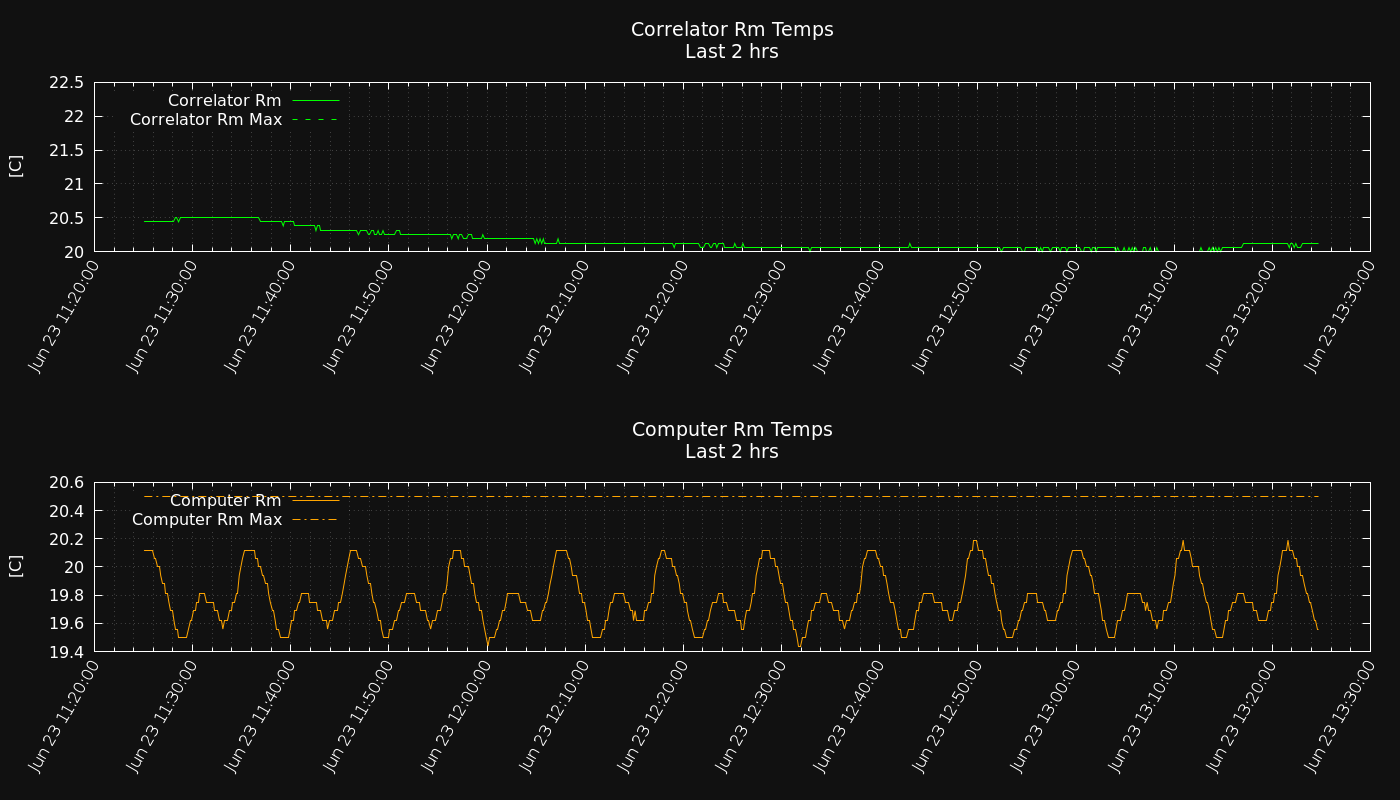 Correlator Rm Temps
Last 2 hrs
22.5
22
21.5
21
20.5
20
[C]
Correlator Rm
Correlator Rm Max
Jun 23 11:20:00
Jun 23 11:30:00
Jun 23 11:40:00
Jun 23 11:50:00
Jun 23 12:00:00
Jun 23 12:10:00
Jun 23 12:20:00
Jun 23 12:30:00
Jun 23 12:40:00
Jun 23 12:50:00
Jun 23 13:00:00
Jun 23 13:10:00
Jun 23 13:20:00
Jun 23 13:30:00
Computer Rm Temps
Last 2 hrs
20.6
20.4
20.2
20
19.8
19.6
19.4
[C]
Computer Rm
Computer Rm Max
Jun 23 11:20:00
Jun 23 11:30:00
Jun 23 11:40:00
Jun 23 11:50:00
Jun 23 12:00:00
Jun 23 12:10:00
Jun 23 12:20:00
Jun 23 12:30:00
Jun 23 12:40:00
Jun 23 12:50:00
Jun 23 13:00:00
Jun 23 13:10:00
Jun 23 13:20:00
Jun 23 13:30:00